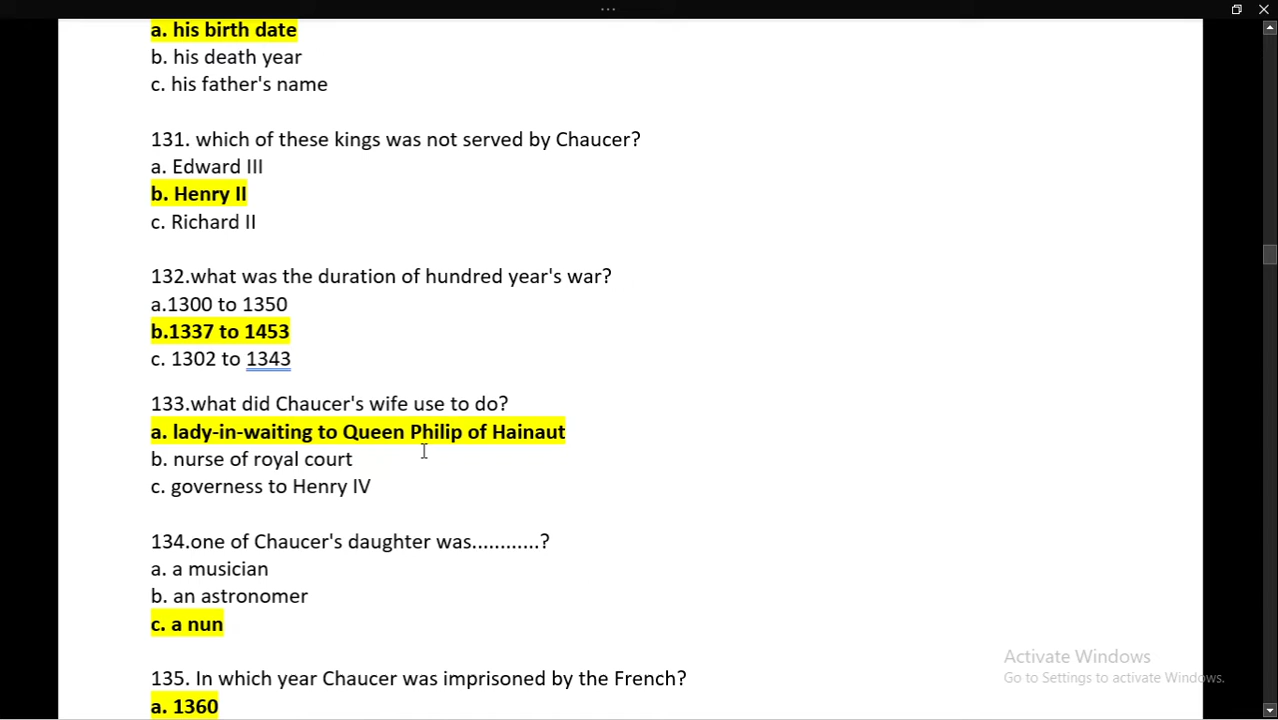 a. his birth date
b. his death year
c. his father's name
131. which of these kings was not served by Chaucer?
a. Edward III
b. Henry II
c. Richard II
132.what was the duration of hundred year's war?
a.1300 to 1350
b.1337 to 1453
c. 1302 to 1343
133.what did Chaucer's wife use to do?
a. lady-in-waiting to Queen Philip of Hainaut
b. nurse of royal court
c. governess to Henry IV
134.one of Chaucer's daughter was............?
a. a musician
b. an astronomer
c. a nun
135. In which year Chaucer was imprisoned by the French?
a. 1360
Activate Windows
Go to Settings to activate Windows.